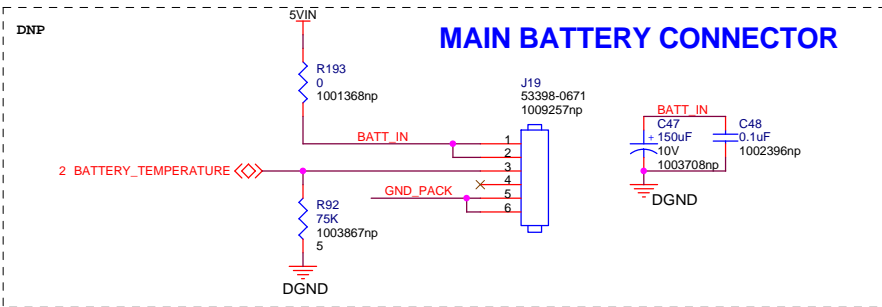 DNP
5VIN
MAIN BATTERY CONNECTOR
R193
0
1001368np
J19
53398-0671
1009257np
BATT_IN
1
2
3
4
5
6
2 BATTERY_TEMPERATURE
GND_PACK
R92
75K
1003867np
5
DGND
BATT_IN
C47
+ 150uF
10V
1003708np
C48
0.1uF
1002396np
DGND